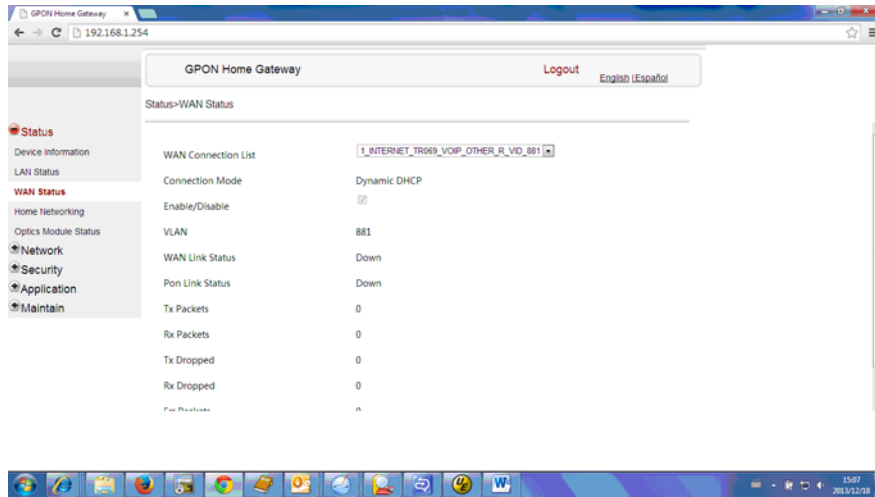 GPON Home Gateway
192.168.1.254
GPON Home Gateway
Logout
English |Español
Status>WAN Status
Status
Device Information
LAN Status
WAN Status
Home Networking
Optics Module Status
Network
Security
Application
Maintain
WAN Connection List 1_INTERNET_TR069_VOIP_OTHER_R_VID_881
Connection Mode Dynamic DHCP
Enable/Disable
VLAN 881
WAN Link Status Down
Pon Link Status Down
Tx Packets 0
Rx Packets 0
Tx Dropped 0
Rx Dropped 0
15:07
2013/12/18